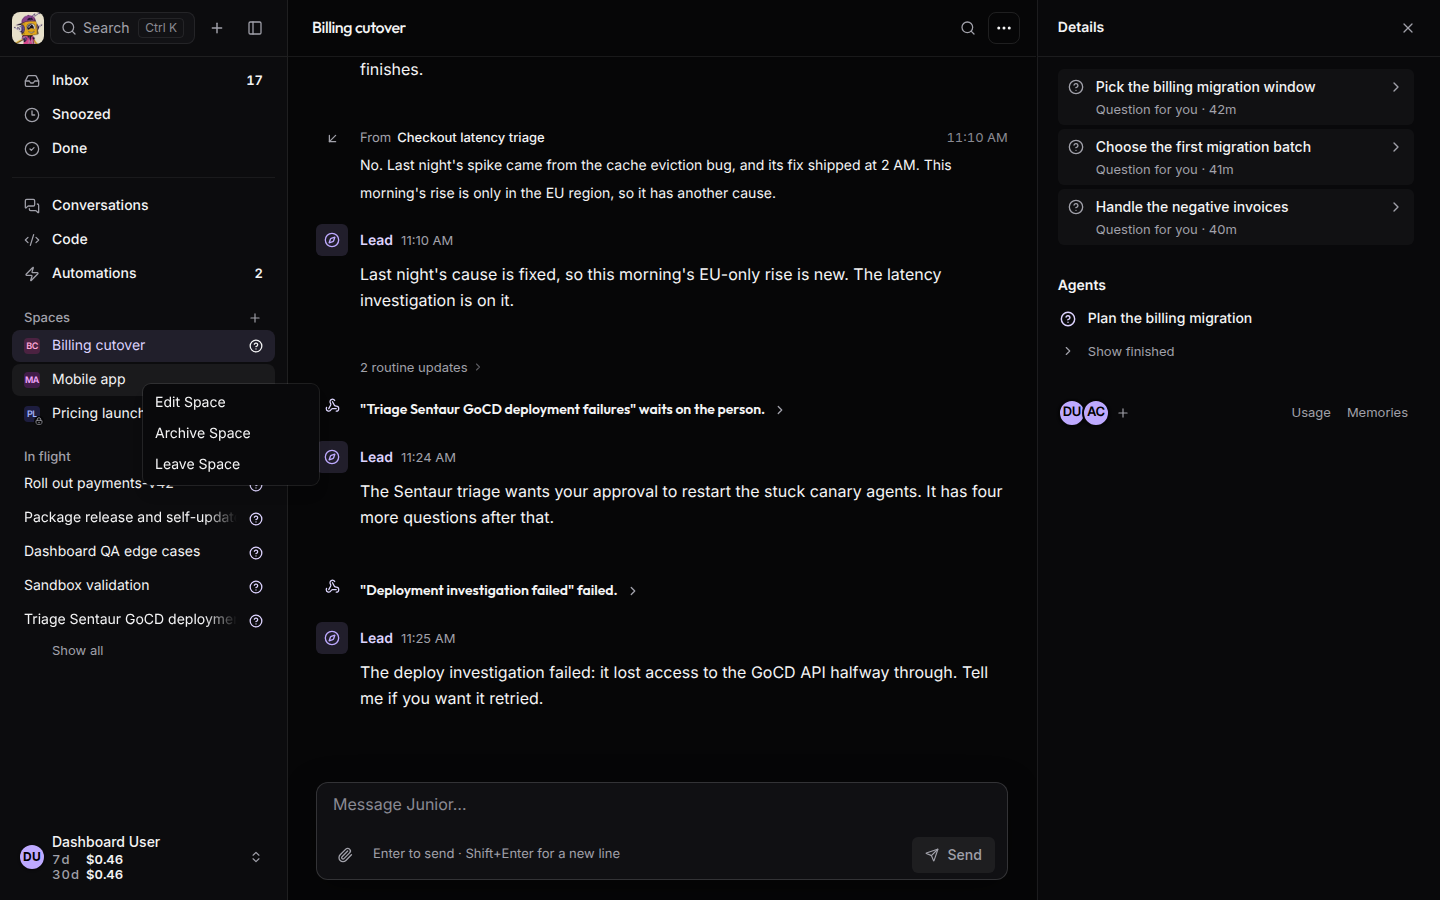 Search Ctrl K
Inbox 17
Snoozed
Done
Conversations
Code
Automations 2
Spaces
BC Billing cutover
MA Mobile app
PL Pricing launch
Edit Space
Archive Space
Leave Space
In flight
Roll out payments-v42
Package release and self-updat
Dashboard QA edge cases
Sandbox validation
Triage Sentaur GoCD deployme
Show all
DU Dashboard User
7d $0.46
30d $0.46
Billing cutover
finishes.
From Checkout latency triage 11:10 AM
No. Last night's spike came from the cache eviction bug, and its fix shipped at 2 AM. This
morning's rise is only in the EU region, so it has another cause.
Lead 11:10 AM
Last night's cause is fixed, so this morning's EU-only rise is new. The latency
investigation is on it.
2 routine updates
"Triage Sentaur GoCD deployment failures" waits on the person.
Lead 11:24 AM
The Sentaur triage wants your approval to restart the stuck canary agents. It has four
more questions after that.
"Deployment investigation failed" failed.
Lead 11:25 AM
The deploy investigation failed: it lost access to the GoCD API halfway through. Tell
me if you want it retried.
Message Junior...
Enter to send · Shift+Enter for a new line
Send
Details
Pick the billing migration window
Question for you · 42m
Choose the first migration batch
Question for you · 41m
Handle the negative invoices
Question for you · 40m
Agents
Plan the billing migration
Show finished
DU AC Usage Memories